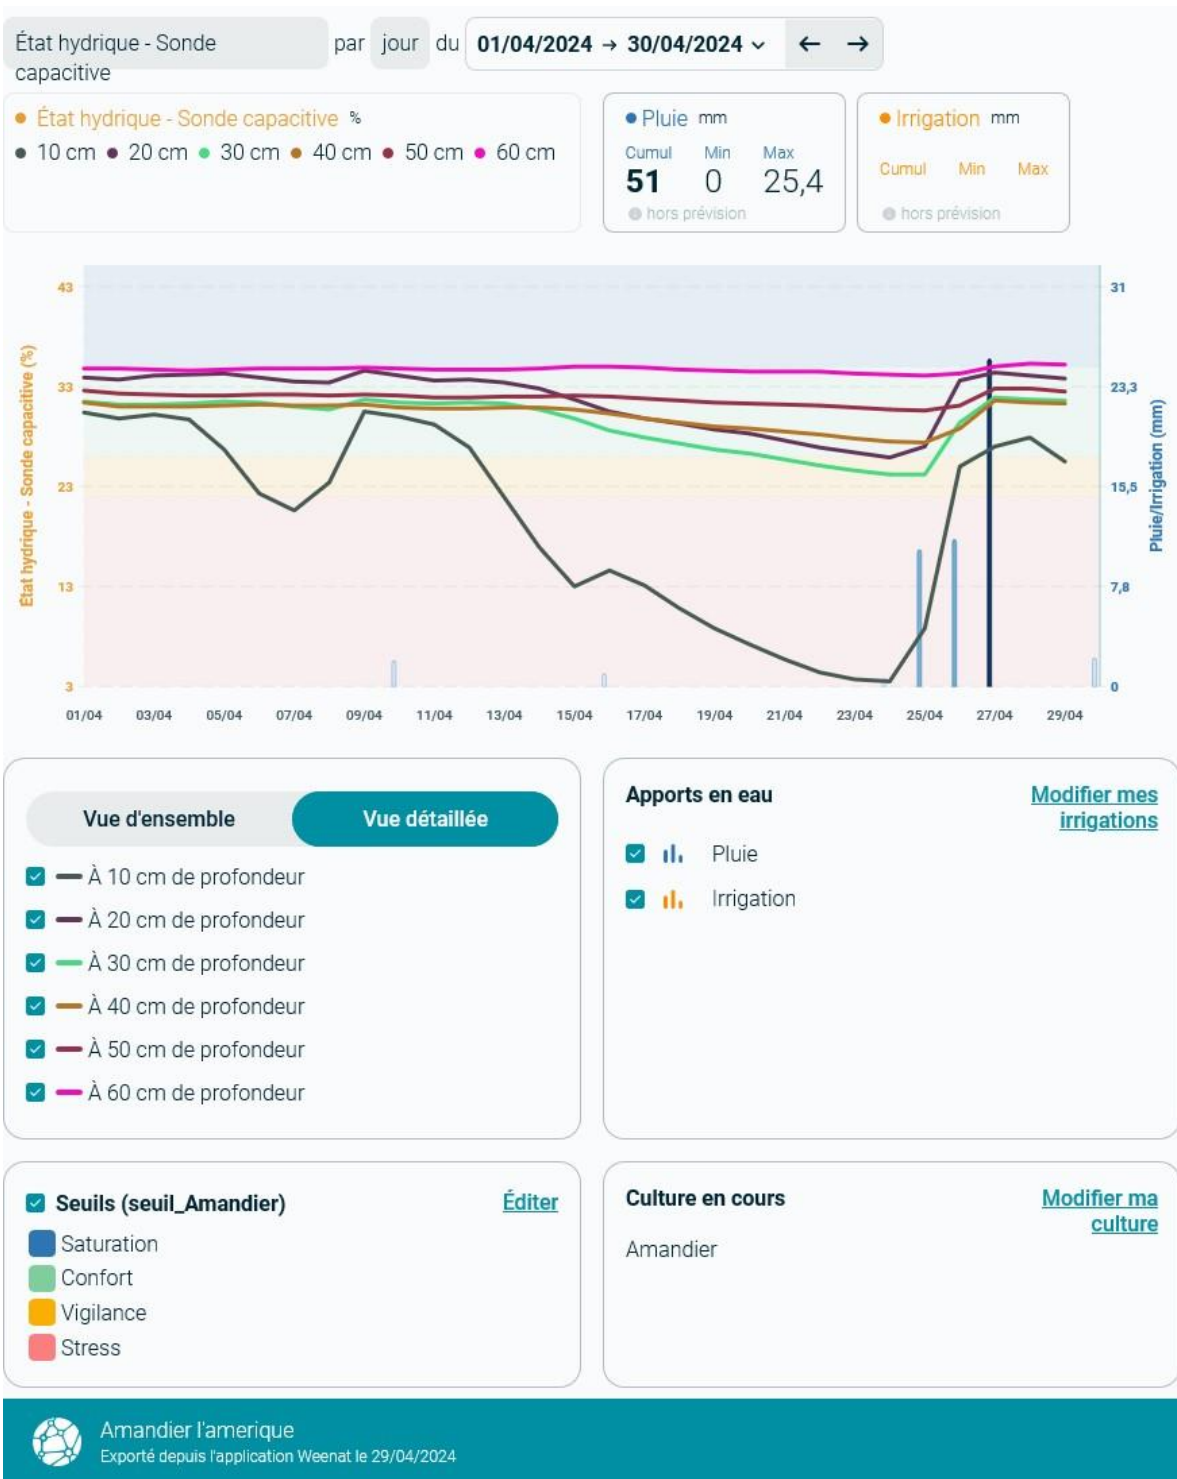 État hydrique - Sonde capacitive par jour du 01/04/2024 → 30/04/2024 ← →
État hydrique - Sonde capacitive %
10 cm 20 cm 30 cm 40 cm 50 cm 60 cm
Pluie mm
Cumul Min Max
51 0 25,4
hors prévision
Irrigation mm
Cumul Min Max
hors prévision
État hydrique - Sonde capacitive (%)
43
33
23
13
3
31
23,3
15,5
7,8
0
Pluie/Irrigation (mm)
01/04 03/04 05/04 07/04 09/04 11/04 13/04 15/04 17/04 19/04 21/04 23/04 25/04 27/04 29/04
Vue d'ensemble Vue détaillée
À 10 cm de profondeur
À 20 cm de profondeur
À 30 cm de profondeur
À 40 cm de profondeur
À 50 cm de profondeur
À 60 cm de profondeur
Apports en eau
Modifier mes
irrigations
Pluie
Irrigation
Seuils (seuil_Amandier) Éditer
Saturation
Confort
Vigilance
Stress
Culture en cours
Modifier ma
culture
Amandier
Amandier l'amerique
Exporté depuis l'application Weenat le 29/04/2024